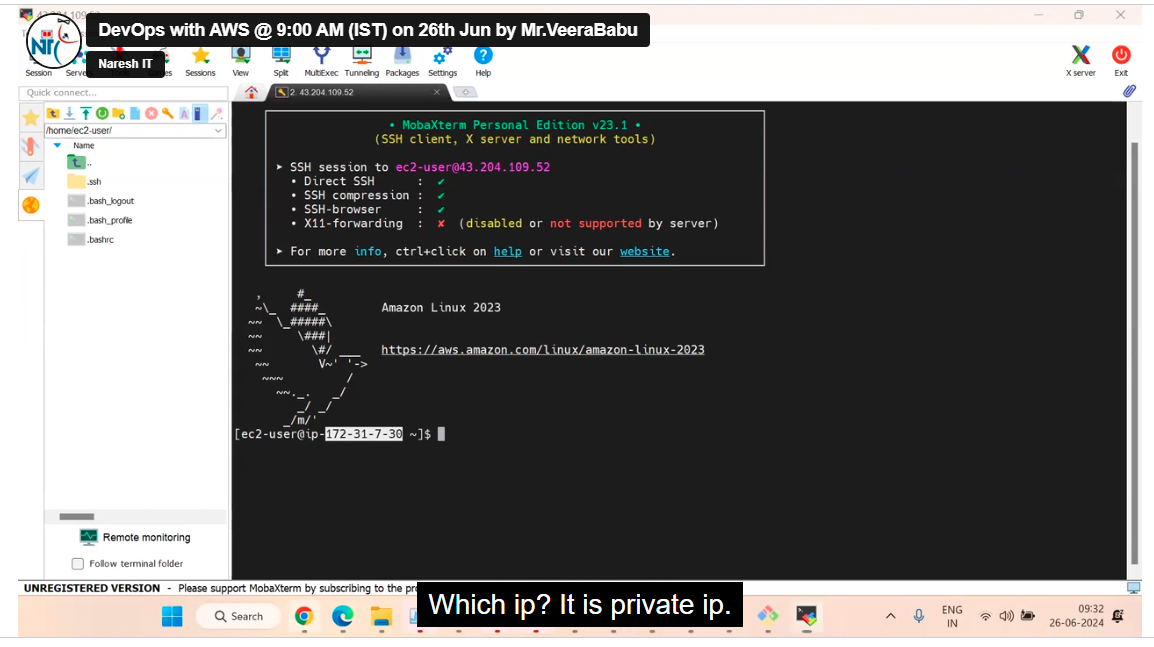 DevOps with AWS @ 9:00 AM (IST) on 26th Jun by Mr.VeeraBabu
Naresh IT
Session Sessions View Split MultiExec Tunneling Packages Settings Help X server Exit
Quick connect...
2. 43.204.109.52
/home/ec2-user/
Name
..
.ssh
.bash_logout
.bash_profile
.bashrc
• MobaXterm Personal Edition v23.1 •
(SSH client, X server and network tools)
➤ SSH session to ec2-user@43.204.109.52
• Direct SSH : ✔
• SSH compression : ✔
• SSH-browser : ✔
• X11-forwarding : ✘ (disabled or not supported by server)
➤ For more info, ctrl+click on help or visit our website.
, #_
~\_ ####_ Amazon Linux 2023
~~ \_#####\
~~ \###|
~~ \#/ ___ https://aws.amazon.com/linux/amazon-linux-2023
~~ V~' '->
~~~ /
~~._. _/
_/ _/
_/m/'
[ec2-user@ip-172-31-7-30 ~]$
Remote monitoring
Follow terminal folder
UNREGISTERED VERSION - Please support MobaXterm by subscribing to the
Which ip? It is private ip.
Search
ENG
IN
09:32
26-06-2024